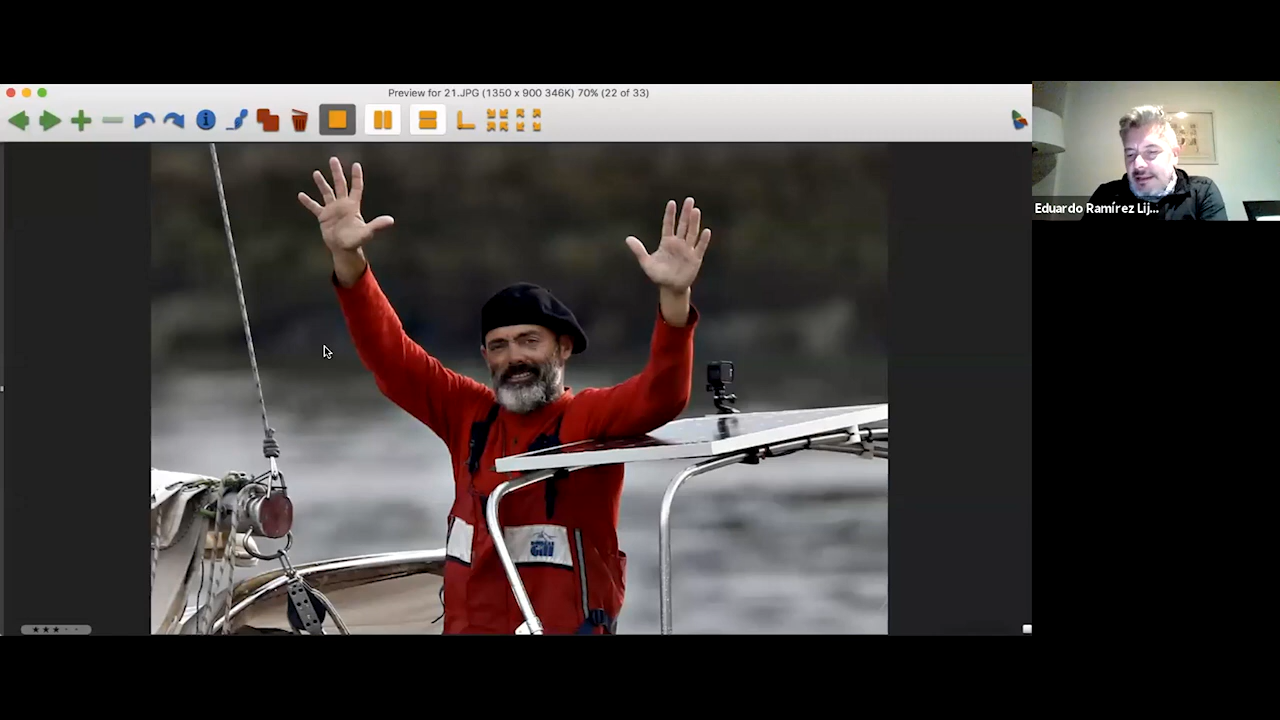 Preview for 21.JPG (1350 x 900 346K) 70% (22 of 33)
Eduardo Ramírez Lij...